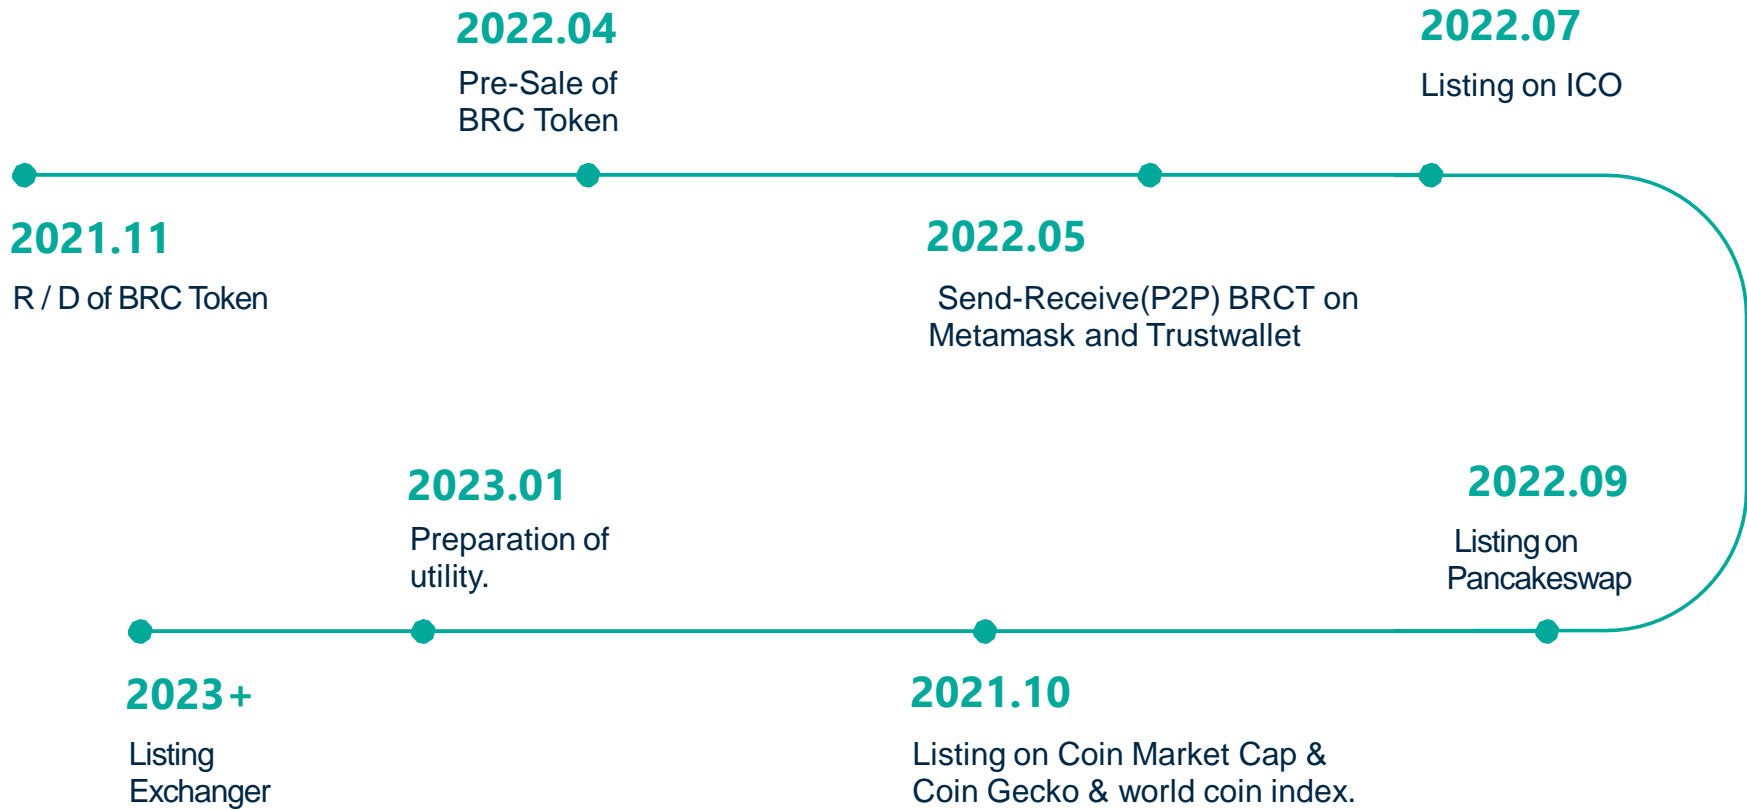 2022.04
Pre-Sale of
BRC Token
2022.07
Listing on ICO
2021.11
R / D of BRC Token
2022.05
Send-Receive(P2P) BRCT on
Metamask and Trustwallet
2023.01
Preparation of
utility.
2022.09
Listing on
Pancakeswap
2023+
Listing
Exchanger
2021.10
Listing on Coin Market Cap &
Coin Gecko & world coin index.